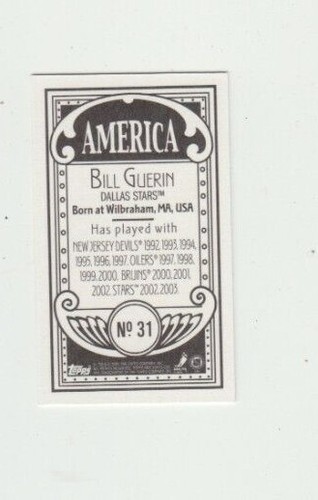 AMERICA
BILL GUERIN
DALLAS STARS™
Born at Wilbraham, MA, USA
Has played with
NEW JERSEY DEVILS® 1992, 1993, 1994,
1995, 1996, 1997. OILERS® 1997, 1998,
1999, 2000. BRUINS® 2000, 2001,
2002. STARS™ 2002, 2003.
Nº 31
Topps